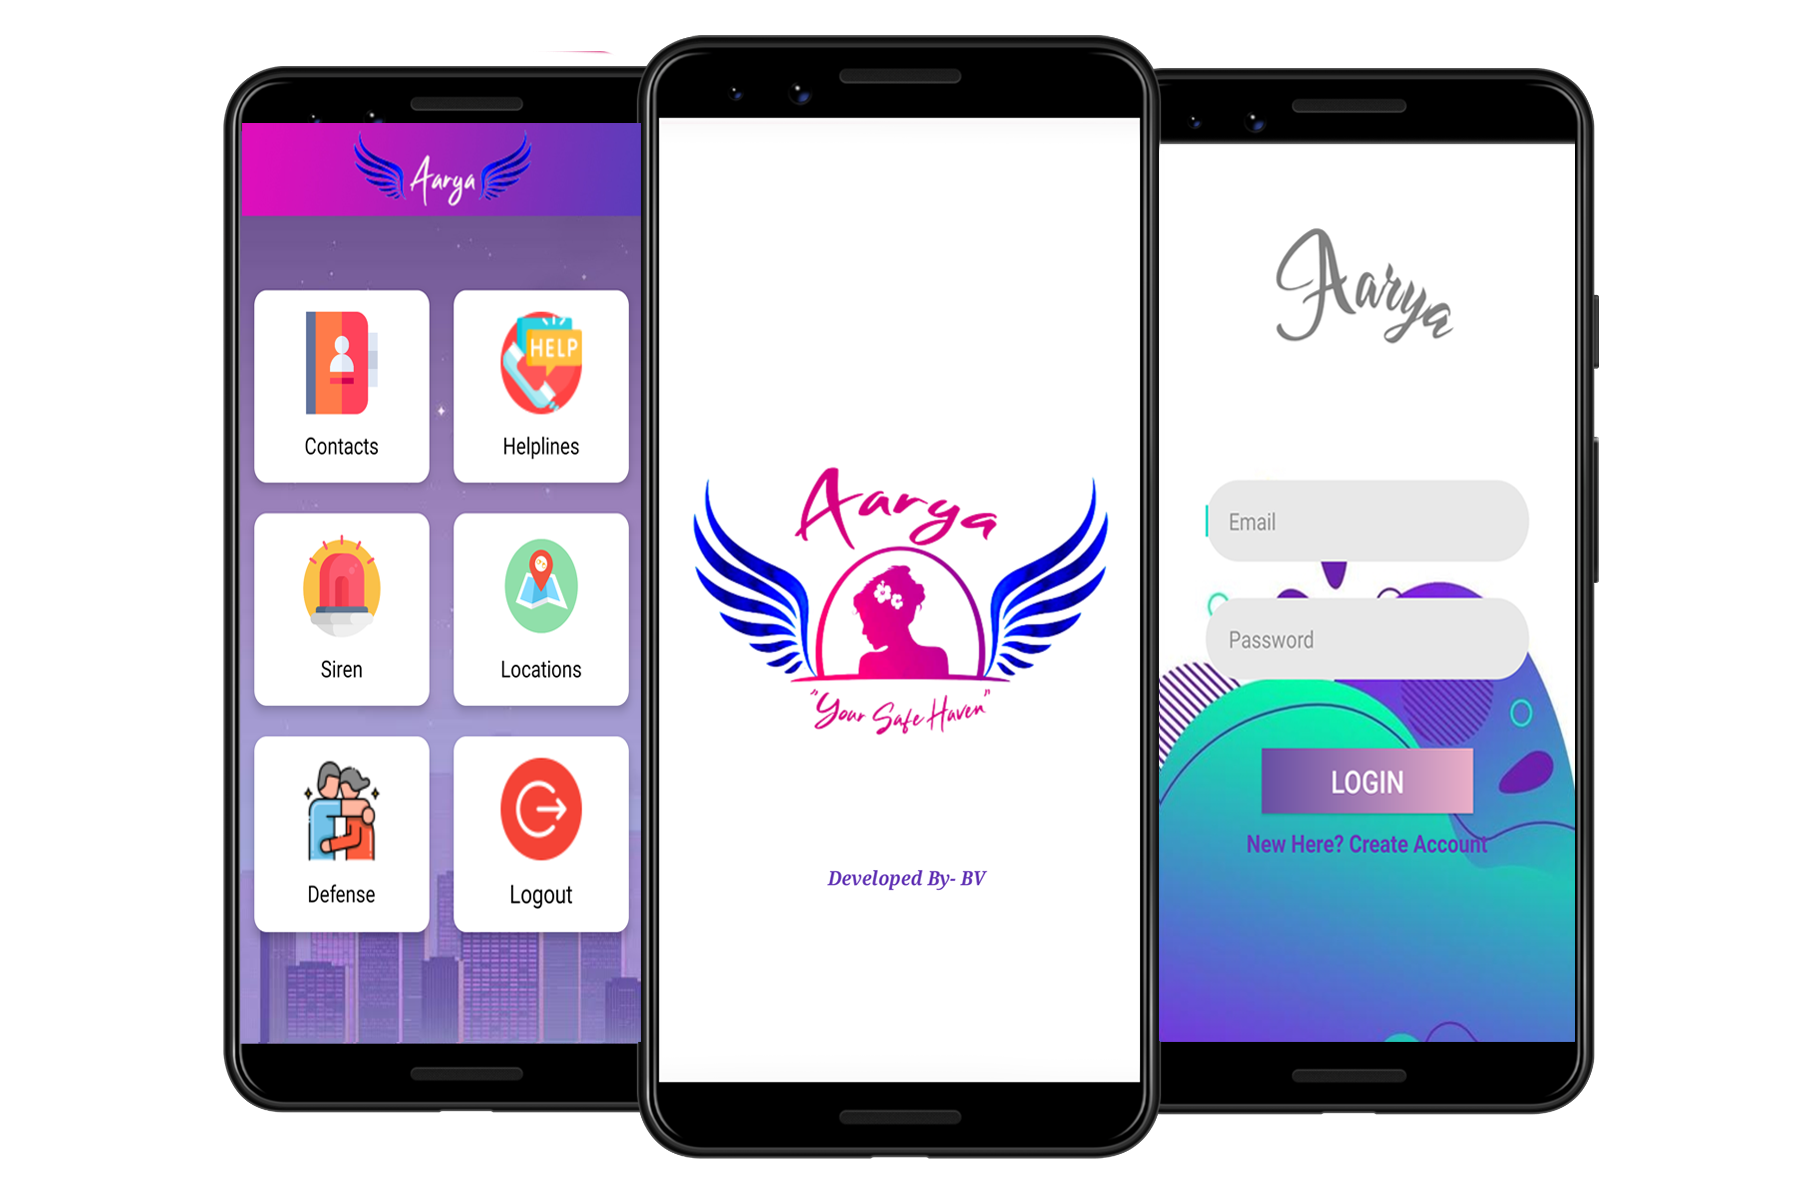 Aarya
Contacts
HELP
Helplines
Siren
Locations
Defense
Logout
Aarya
"Your Safe Haven"
Developed By- BV
Aarya
Email
Password
LOGIN
New Here? Create Account